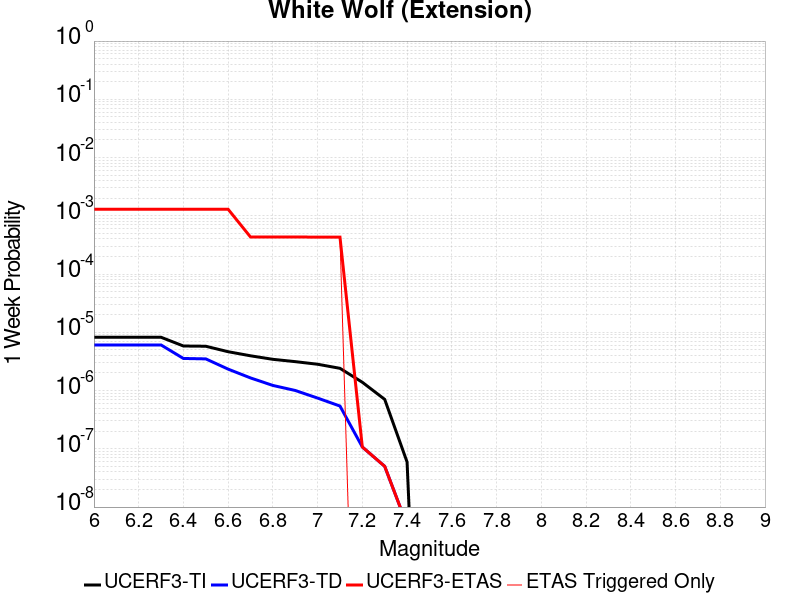 White Wolf (Extension)
10^0
10^-1
10^-2
10^-3
10^-4
10^-5
10^-6
10^-7
10^-8
1 Week Probability
6 6.2 6.4 6.6 6.8 7 7.2 7.4 7.6 7.8 8 8.2 8.4 8.6 8.8 9
Magnitude
UCERF3-TI UCERF3-TD UCERF3-ETAS ETAS Triggered Only